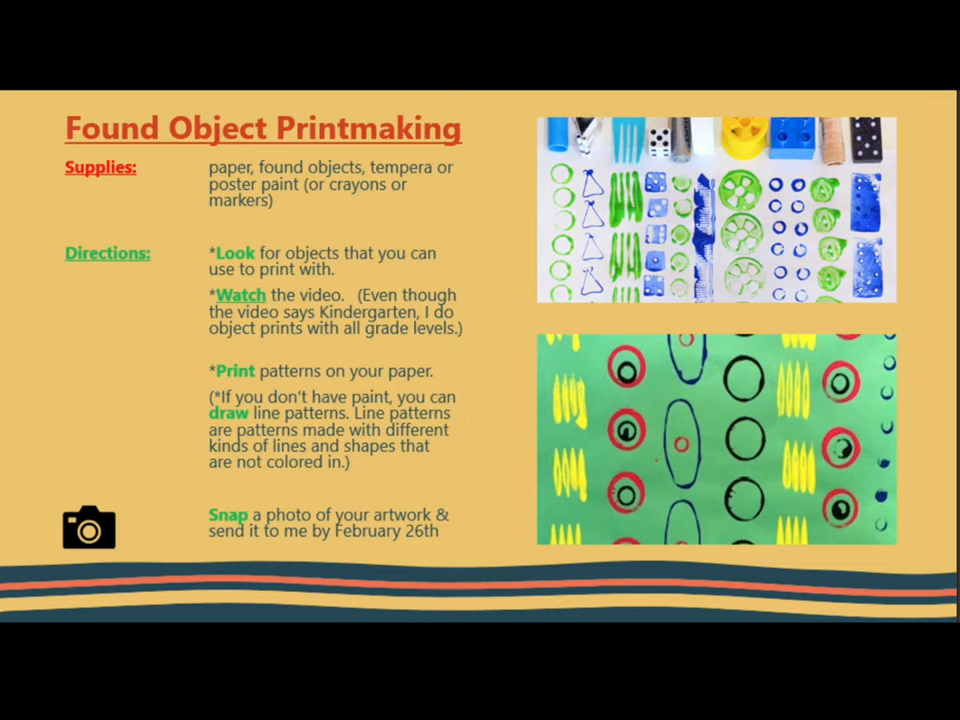 Found Object Printmaking
Supplies:
paper, found objects, tempera or
poster paint (or crayons or
markers)
Directions:
*Look for objects that you can
use to print with.
*Watch the video. (Even though
the video says Kindergarten, I do
object prints with all grade levels.)
*Print patterns on your paper.
(*If you don’t have paint, you can
draw line patterns. Line patterns
are patterns made with different
kinds of lines and shapes that
are not colored in.)
Snap a photo of your artwork &
send it to me by February 26th